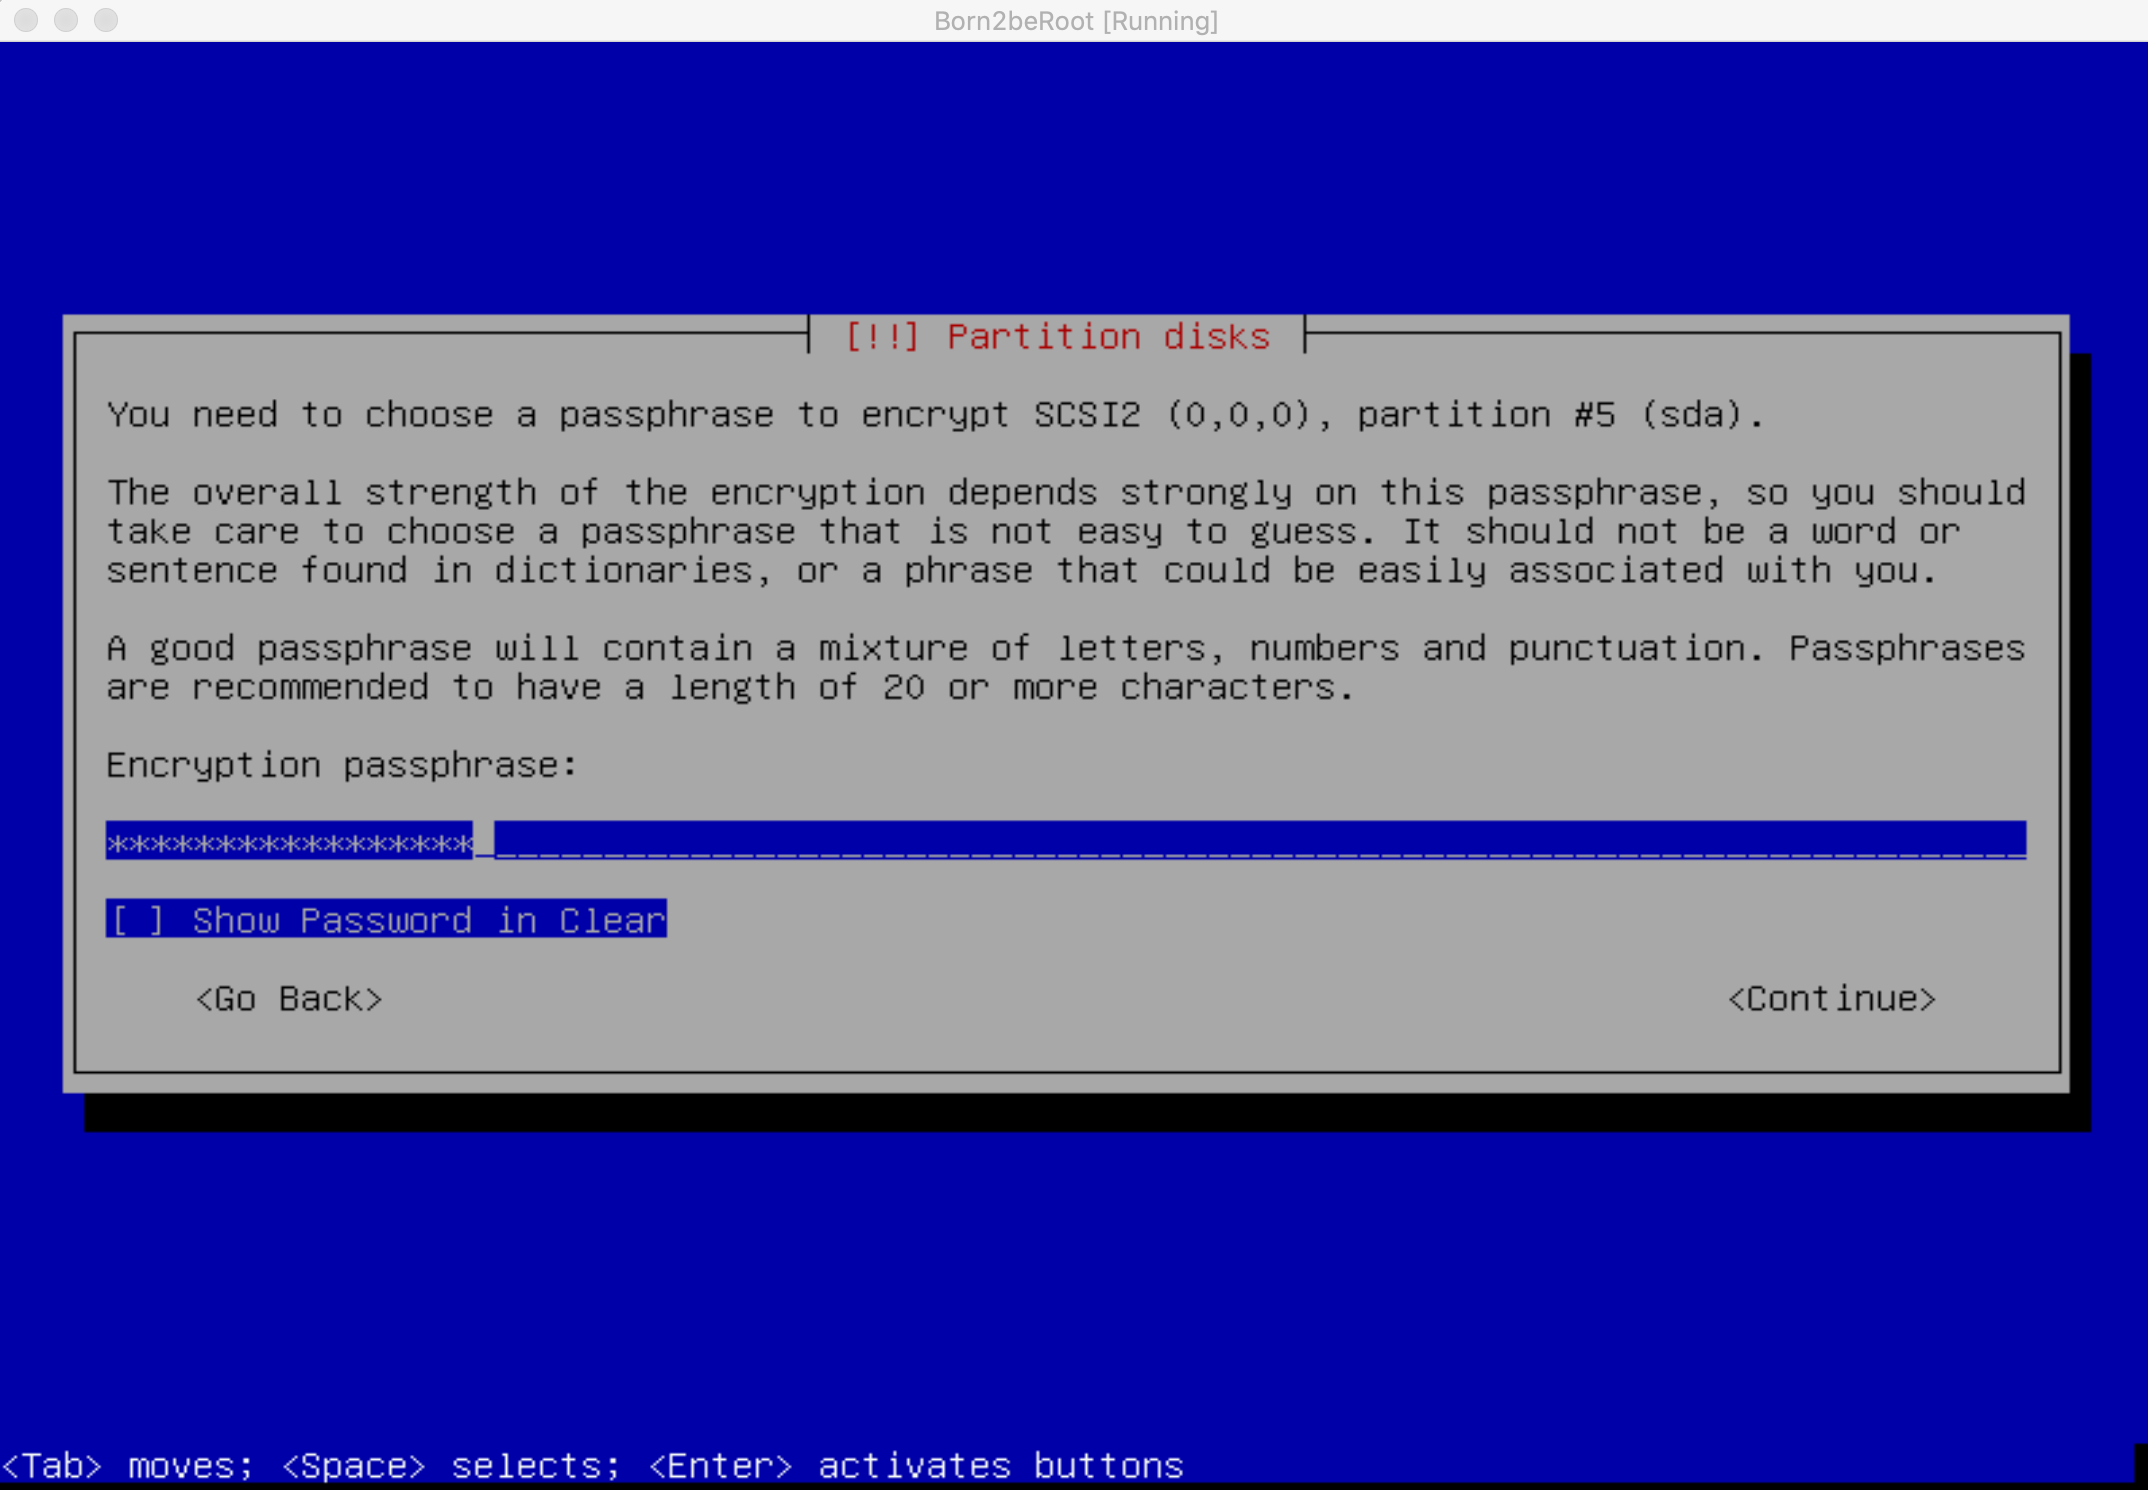 Born2beRoot [Running]
[!!] Partition disks
You need to choose a passphrase to encrypt SCSI2 (0,0,0), partition #5 (sda).
The overall strength of the encryption depends strongly on this passphrase, so you should
take care to choose a passphrase that is not easy to guess. It should not be a word or
sentence found in dictionaries, or a phrase that could be easily associated with you.
A good passphrase will contain a mixture of letters, numbers and punctuation. Passphrases
are recommended to have a length of 20 or more characters.
Encryption passphrase:
*****************
[ ] Show Password in Clear
<Go Back> <Continue>
<Tab> moves; <Space> selects; <Enter> activates buttons